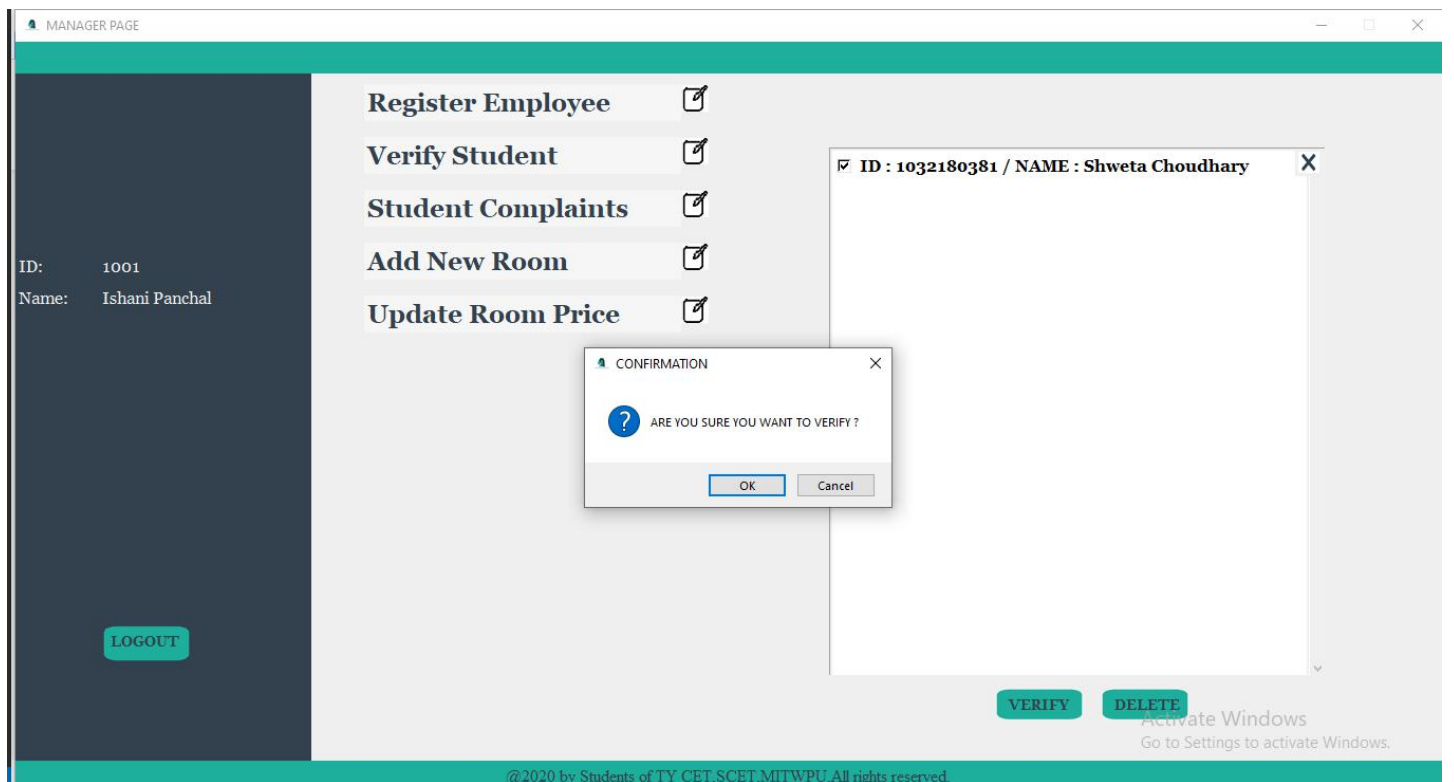 MANAGER PAGE
Register Employee
Verify Student
Student Complaints
Add New Room
Update Room Price
ID: 1001
Name: Ishani Panchal
LOGOUT
ID : 1032180381 / NAME : Shweta Choudhary X
CONFIRMATION
? ARE YOU SURE YOU WANT TO VERIFY ?
OK Cancel
VERIFY DELETE
Activate Windows
Go to Settings to activate Windows.
@2020 by Students of TY CET,SCET,MITWPU,All rights reserved.